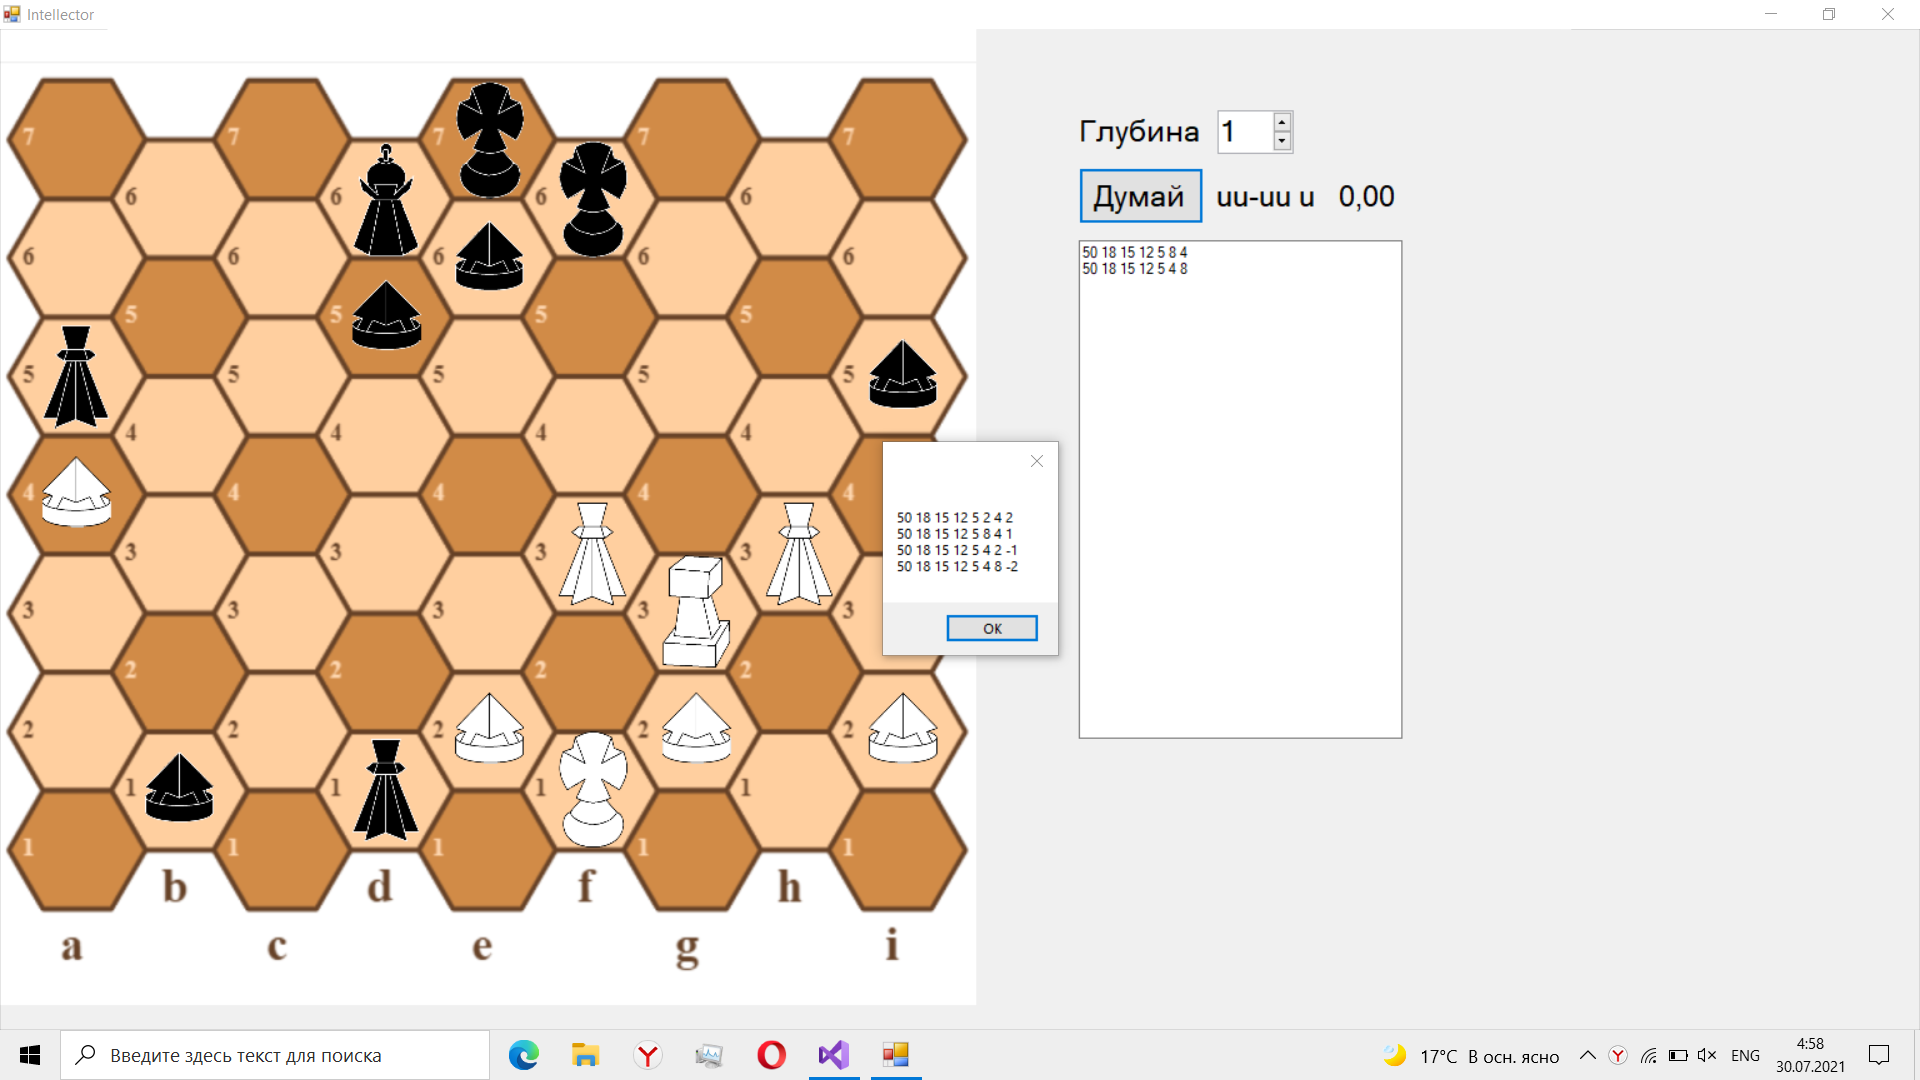 Intellector
7 7 7 7 7
6 6 6 6
6 6 6 6 6
5 5 5 5
5 5 5 5 5
4 4 4 4
4 4 4 4 4
3 3 3 3
3 3 3 3 3
2 2 2 2
2 2 2 2 2
1 1 1 1
1 1 1 1 1
b d f h
a c e g i
Глубина 1
Думай uu-uu u 0,00
50 18 15 12 5 8 4
50 18 15 12 5 4 8
50 18 15 12 5 2 4 2
50 18 15 12 5 8 4 1
50 18 15 12 5 4 2 -1
50 18 15 12 5 4 8 -2
OK
Введите здесь текст для поиска
17°C В осн. ясно
ENG
4:58
30.07.2021